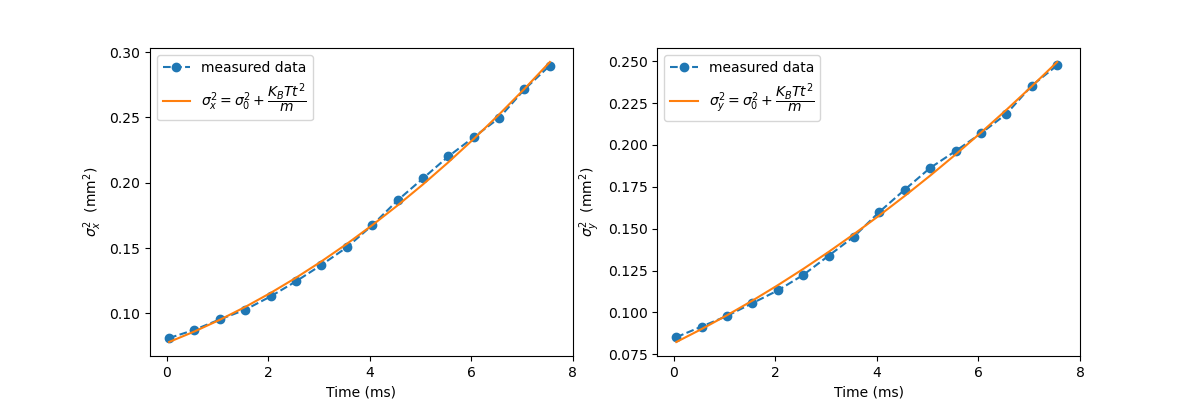 0.30
0.25
0.20
0.15
0.10
σ_x^2 (mm^2)
0 2 4 6 8
Time (ms)
measured data
σ_x^2 = σ_0^2 + K_BTt^2/m
0.250
0.225
0.200
0.175
0.150
0.125
0.100
0.075
σ_y^2 (mm^2)
0 2 4 6 8
Time (ms)
measured data
σ_y^2 = σ_0^2 + K_BTt^2/m